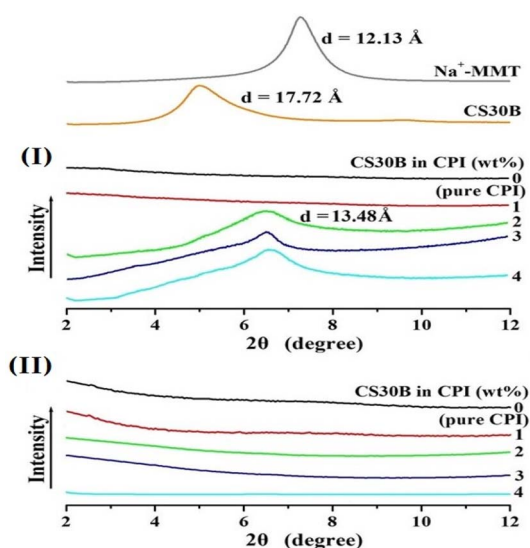 d = 12.13 Å
Na⁺-MMT
d = 17.72 Å
CS30B
(I)
CS30B in CPI (wt%)
0
(pure CPI)
1
d = 13.48Å
2
3
4
Intensity
2 4 6 8 10 12
2θ (degree)
(II)
CS30B in CPI (wt%)
0
(pure CPI)
1
2
3
4
Intensity
2 4 6 8 10 12
2θ (degree)